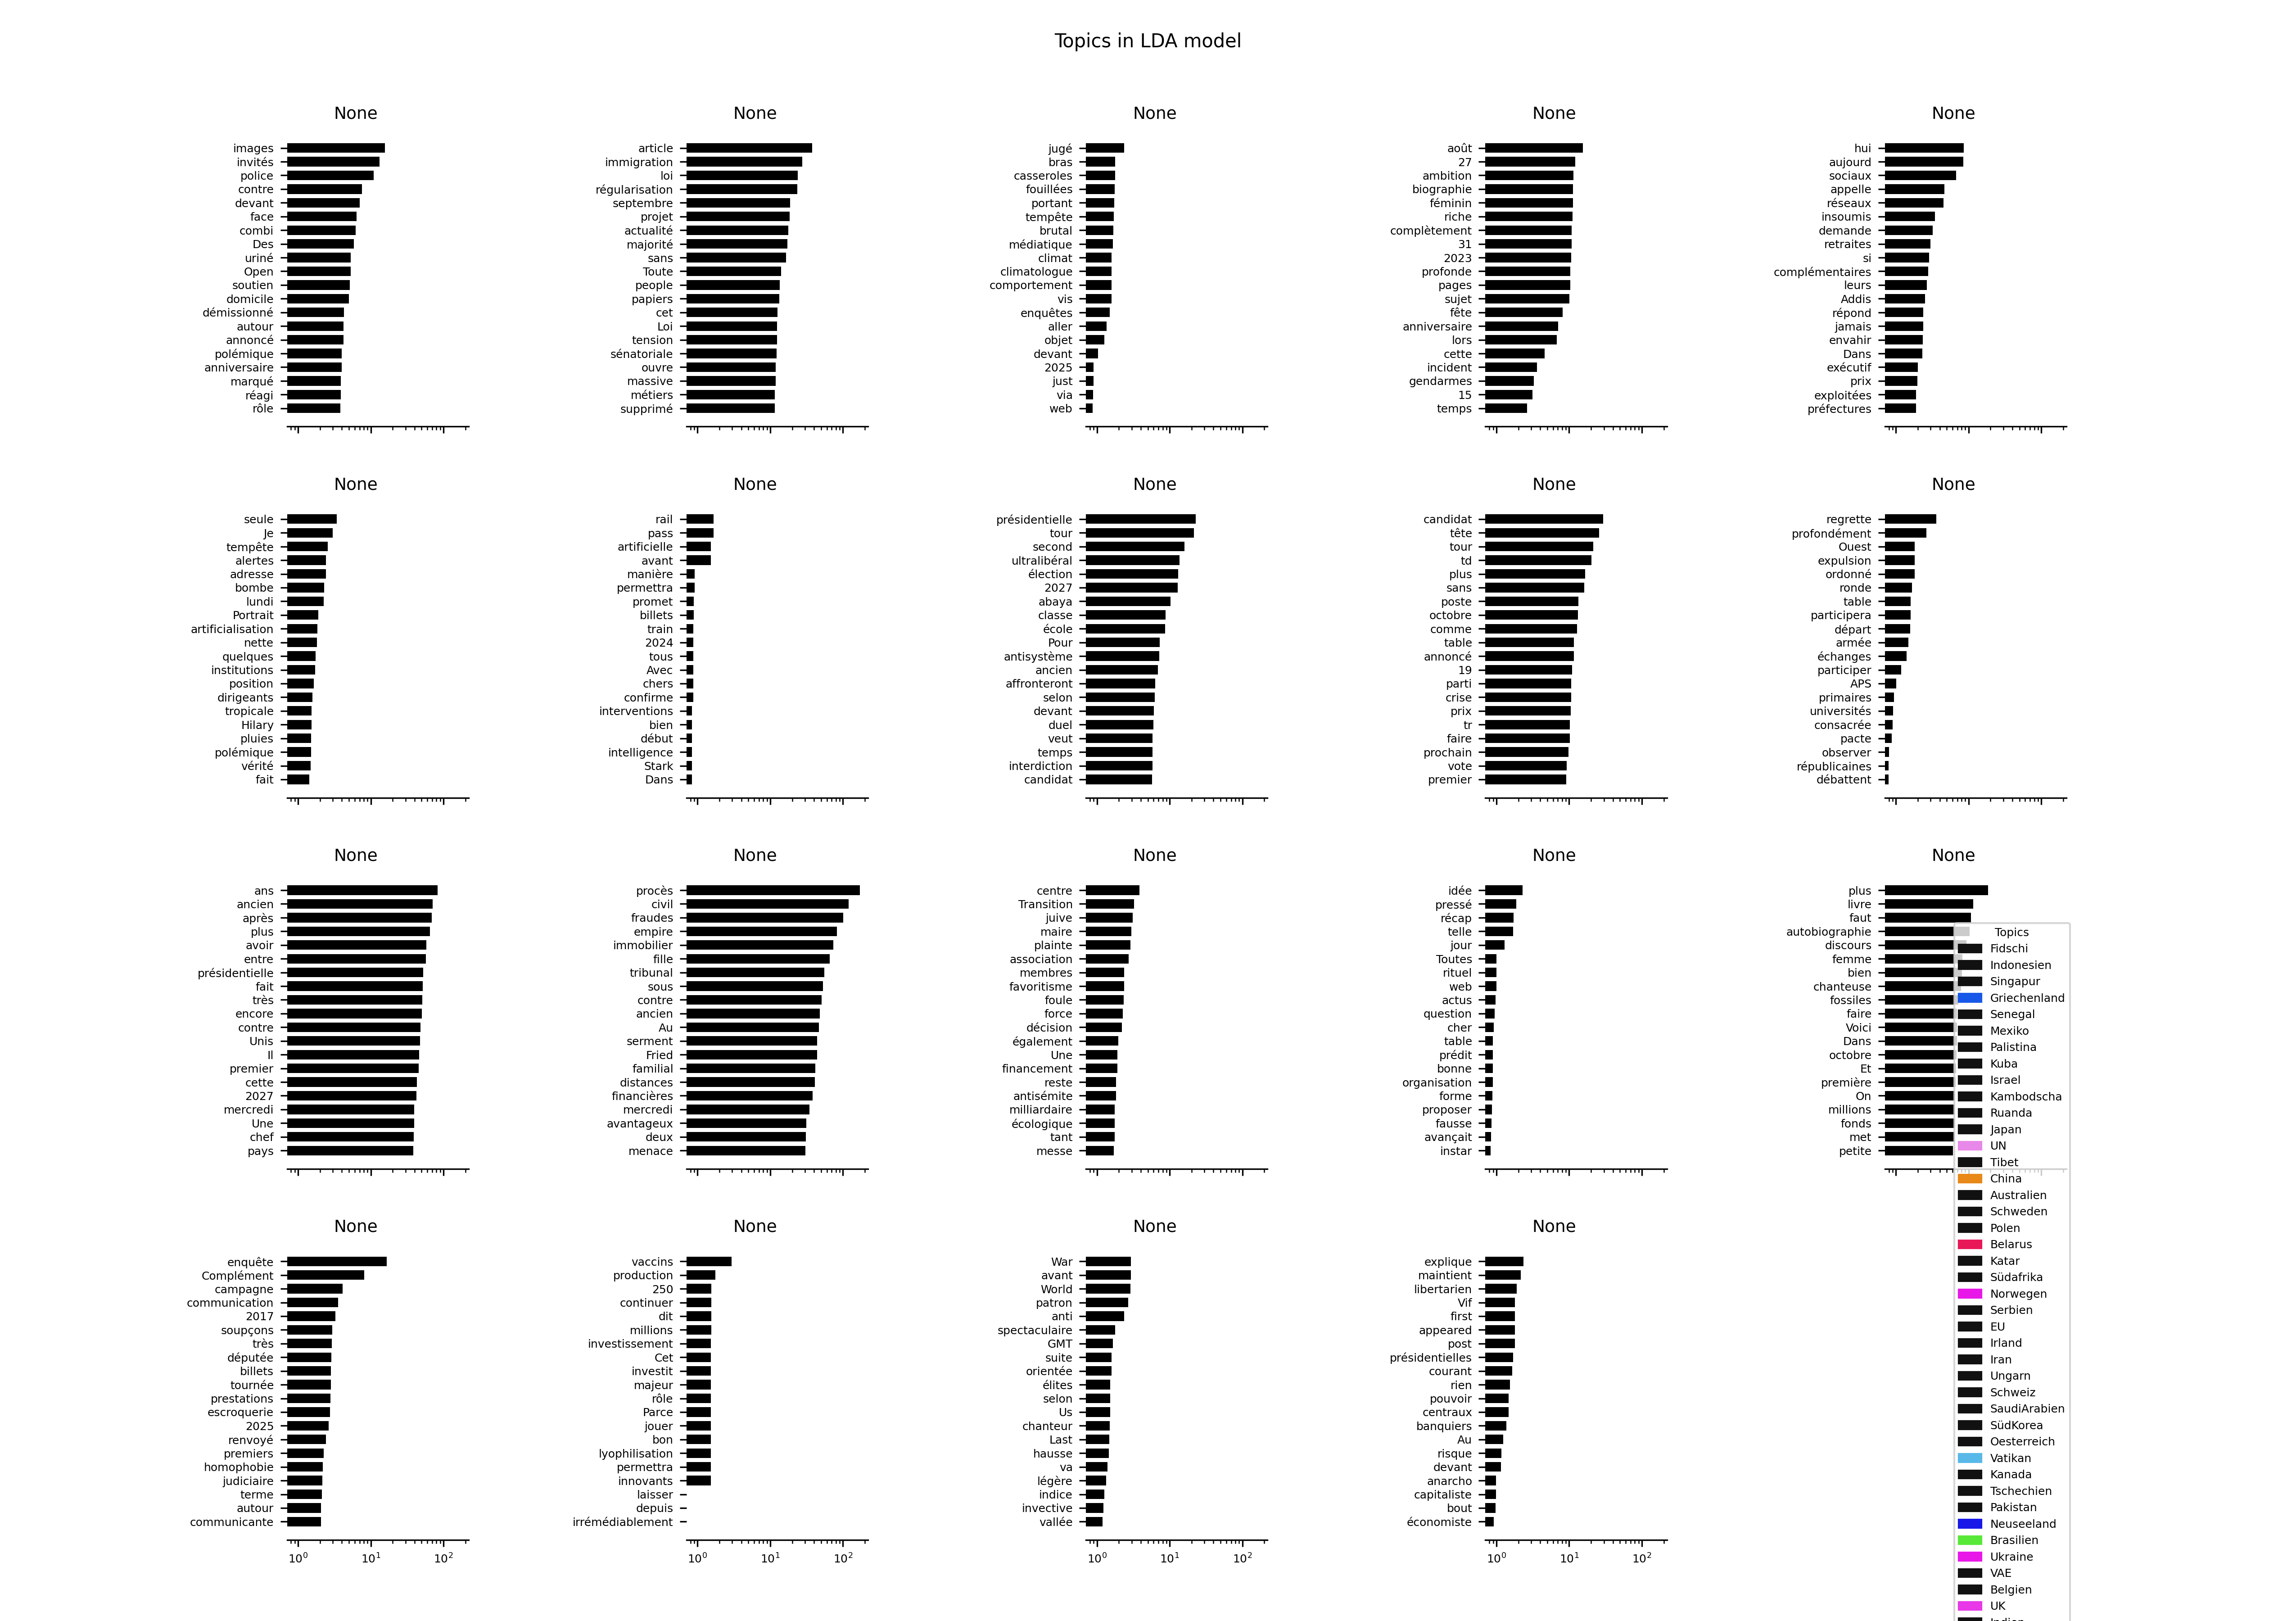 Topics in LDA model
None
images
invités
police
contre
devant
face
combi
Des
uriné
Open
soutien
domicile
démissionné
autour
annoncé
polémique
anniversaire
marqué
réagi
rôle
None
article
immigration
loi
régularisation
septembre
projet
actualité
majorité
sans
Toute
people
papiers
cet
Loi
tension
sénatoriale
ouvre
massive
métiers
supprimé
None
jugé
bras
casseroles
fouillées
portant
tempête
brutal
médiatique
climat
climatologue
comportement
vis
enquêtes
aller
objet
devant
2025
just
via
web
None
août
27
ambition
biographie
féminin
riche
complètement
31
2023
profonde
pages
sujet
fête
anniversaire
lors
cette
incident
gendarmes
15
temps
None
hui
aujourd
sociaux
appelle
réseaux
insoumis
demande
retraites
si
complémentaires
leurs
Addis
répond
jamais
envahir
Dans
exécutif
prix
exploitées
préfectures
None
seule
Je
tempête
alertes
adresse
bombe
lundi
Portrait
artificialisation
nette
quelques
institutions
position
dirigeants
tropicale
Hilary
pluies
polémique
vérité
fait
None
rail
pass
artificielle
avant
manière
permettra
promet
billets
train
2024
tous
Avec
chers
confirme
interventions
bien
début
intelligence
Stark
Dans
None
présidentielle
tour
second
ultralibéral
élection
2027
abaya
classe
école
Pour
antisystème
ancien
affronteront
selon
devant
duel
veut
temps
interdiction
candidat
None
candidat
tête
tour
td
plus
sans
poste
octobre
comme
table
annoncé
19
parti
crise
prix
tr
faire
prochain
vote
premier
None
regrette
profondément
Ouest
expulsion
ordonné
ronde
table
participera
départ
armée
échanges
participer
APS
primaires
universités
consacrée
pacte
observer
républicaines
débattent
None
ans
ancien
après
plus
avoir
entre
présidentielle
fait
très
encore
contre
Unis
Il
premier
cette
2027
mercredi
Une
chef
pays
None
procès
civil
fraudes
empire
immobilier
fille
tribunal
sous
contre
ancien
Au
serment
Fried
familial
distances
financières
mercredi
avantageux
deux
menace
None
centre
Transition
juive
maire
plainte
association
membres
favoritisme
foule
force
décision
également
Une
financement
reste
antisémite
milliardaire
écologique
tant
messe
None
idée
pressé
récap
telle
jour
Toutes
rituel
web
actus
question
cher
table
prédit
bonne
organisation
forme
proposer
fausse
avançait
instar
None
plus
livre
faut
autobiographie
discours
femme
bien
chanteuse
fossiles
faire
Voici
Dans
octobre
Et
première
On
millions
fonds
met
petite
None
enquête
Complément
campagne
communication
2017
soupçons
très
députée
billets
tournée
prestations
escroquerie
2025
renvoyé
premiers
homophobie
judiciaire
terme
autour
communicante
10⁰ 10¹ 10²
None
vaccins
production
250
continuer
dit
millions
investissement
Cet
investit
majeur
rôle
Parce
jouer
bon
lyophilisation
permettra
innovants
laisser
depuis
irrémédiablement
10⁰ 10¹ 10²
None
War
avant
World
patron
anti
spectaculaire
GMT
suite
orientée
élites
selon
Us
chanteur
Last
hausse
va
légère
indice
invective
vallée
10⁰ 10¹ 10²
None
explique
maintient
libertarien
Vif
first
appeared
post
présidentielles
courant
rien
pouvoir
centraux
banquiers
Au
risque
devant
anarcho
capitaliste
bout
économiste
10⁰ 10¹ 10²
Topics
Fidschi
Indonesien
Singapur
Griechenland
Senegal
Mexiko
Palistina
Kuba
Israel
Kambodscha
Ruanda
Japan
UN
Tibet
China
Australien
Schweden
Polen
Belarus
Katar
Südafrika
Norwegen
Serbien
EU
Irland
Iran
Ungarn
Schweiz
SaudiArabien
SüdKorea
Oesterreich
Vatikan
Kanada
Tschechien
Pakistan
Neuseeland
Brasilien
Ukraine
VAE
Belgien
UK